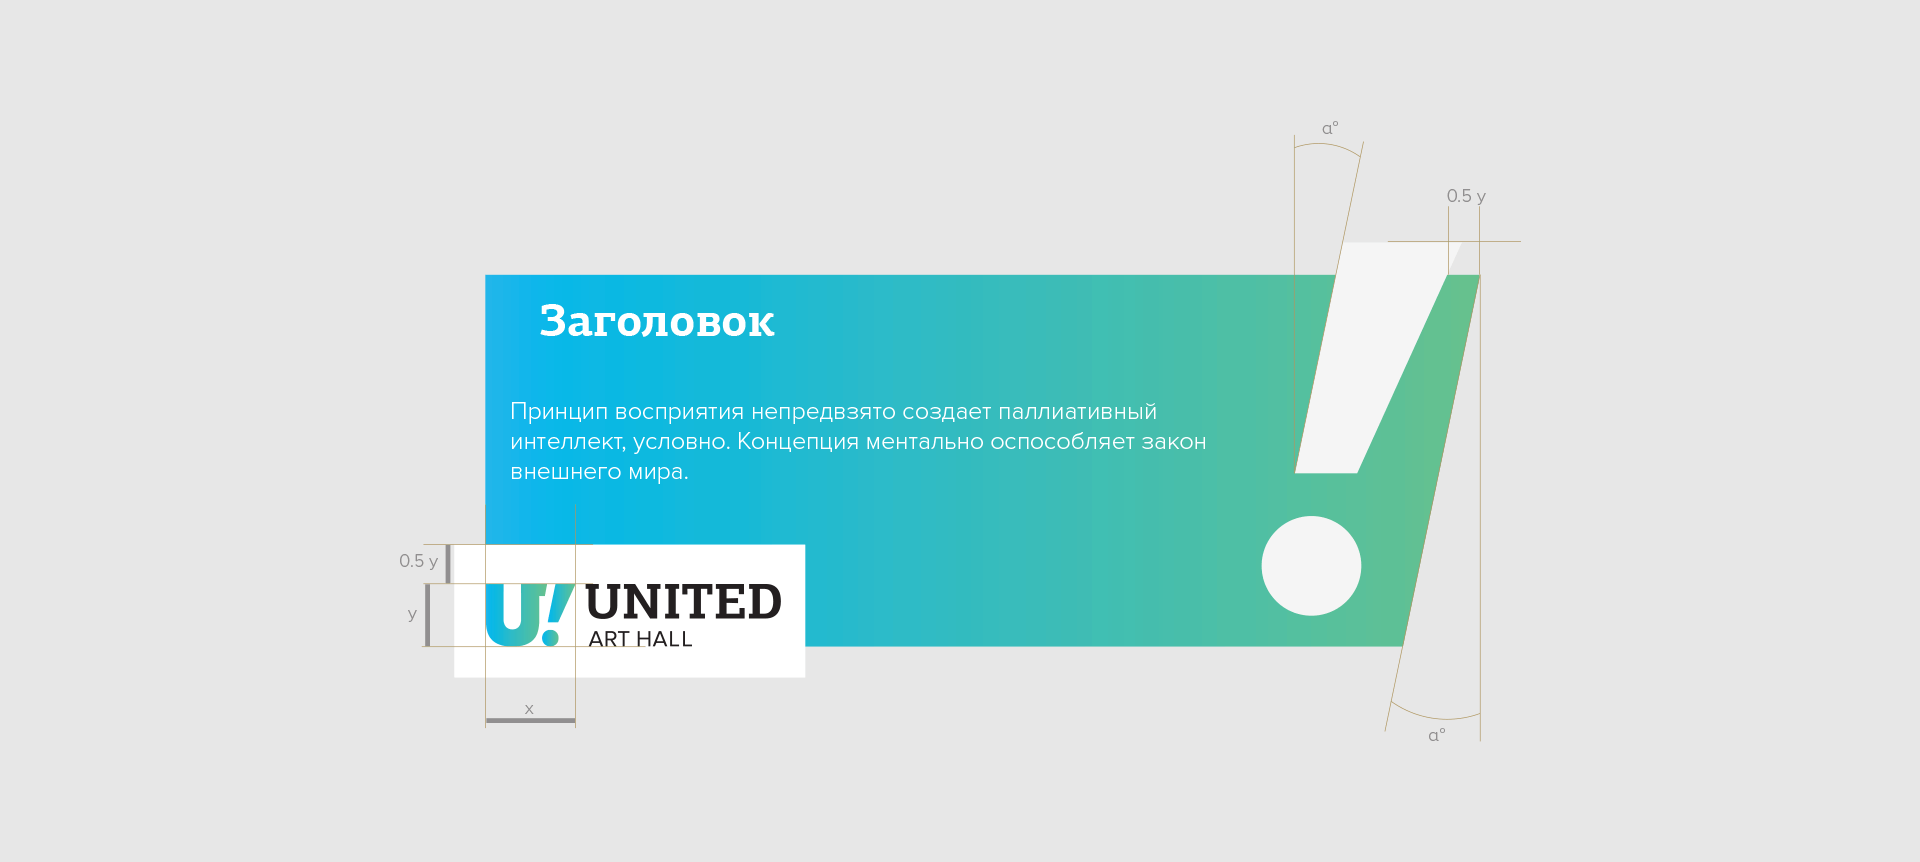 α°
0.5 y
Заголовок
Принцип восприятия непредвзято создает паллиативный
интеллект, условно. Концепция ментально оспособляет закон
внешнего мира.
0.5 y
y
U! UNITED
ART HALL
x
α°